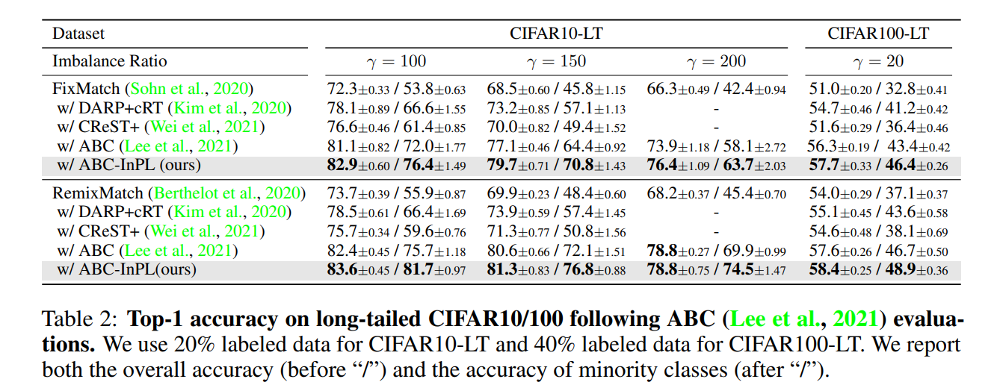 Dataset CIFAR10-LT CIFAR100-LT
Imbalance Ratio γ = 100 γ = 150 γ = 200 γ = 20
FixMatch (Sohn et al., 2020) 72.3±0.33 / 53.8±0.63 68.5±0.60 / 45.8±1.15 66.3±0.49 / 42.4±0.94 51.0±0.20 / 32.8±0.41
w/ DARP+cRT (Kim et al., 2020) 78.1±0.89 / 66.6±1.55 73.2±0.85 / 57.1±1.13 - 54.7±0.46 / 41.2±0.42
w/ CReST+ (Wei et al., 2021) 76.6±0.46 / 61.4±0.85 70.0±0.82 / 49.4±1.52 - 51.6±0.29 / 36.4±0.46
w/ ABC (Lee et al., 2021) 81.1±0.82 / 72.0±1.77 77.1±0.46 / 64.4±0.92 73.9±1.18 / 58.1±2.72 56.3±0.19 / 43.4±0.42
w/ ABC-InPL (ours) 82.9±0.60 / 76.4±1.49 79.7±0.71 / 70.8±1.43 76.4±1.09 / 63.7±2.03 57.7±0.33 / 46.4±0.26
RemixMatch (Berthelot et al., 2020) 73.7±0.39 / 55.9±0.87 69.9±0.23 / 48.4±0.60 68.2±0.37 / 45.4±0.70 54.0±0.29 / 37.1±0.37
w/ DARP+cRT (Kim et al., 2020) 78.5±0.61 / 66.4±1.69 73.9±0.59 / 57.4±1.45 - 55.1±0.45 / 43.6±0.58
w/ CReST+ (Wei et al., 2021) 75.7±0.34 / 59.6±0.76 71.3±0.77 / 50.8±1.56 - 54.6±0.48 / 38.1±0.69
w/ ABC (Lee et al., 2021) 82.4±0.45 / 75.7±1.18 80.6±0.66 / 72.1±1.51 78.8±0.27 / 69.9±0.99 57.6±0.26 / 46.7±0.50
w/ ABC-InPL(ours) 83.6±0.45 / 81.7±0.97 81.3±0.83 / 76.8±0.88 78.8±0.75 / 74.5±1.47 58.4±0.25 / 48.9±0.36
Table 2: Top-1 accuracy on long-tailed CIFAR10/100 following ABC (Lee et al., 2021) evalua-
tions. We use 20% labeled data for CIFAR10-LT and 40% labeled data for CIFAR100-LT. We report
both the overall accuracy (before “/”) and the accuracy of minority classes (after “/”).